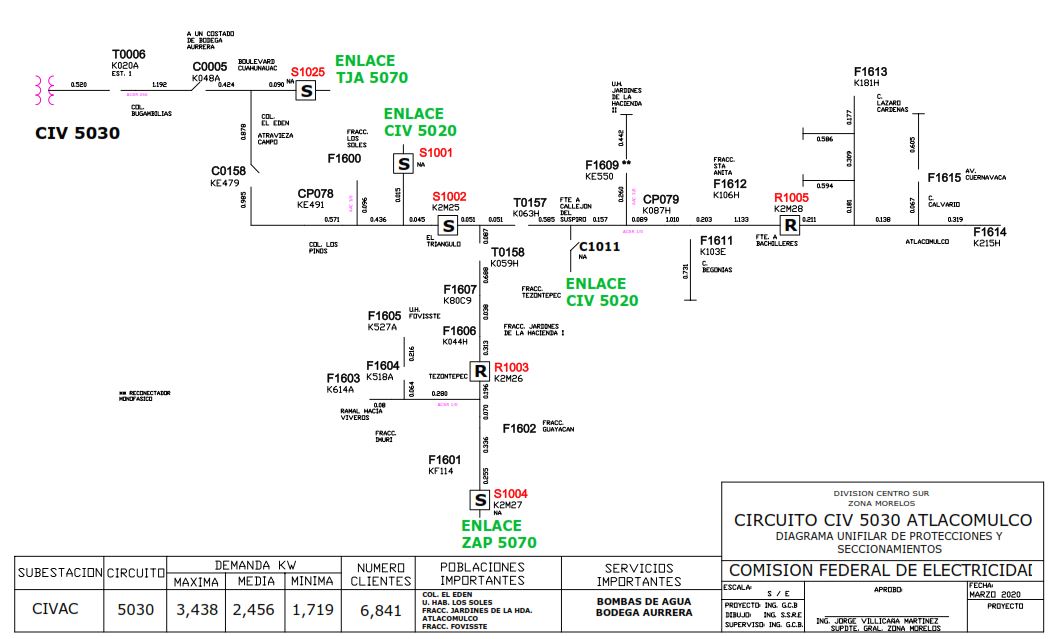 A UN COSTADO
DE BODEGA
AURRERA
T0006
K020A
EST. 1
C0005
K048A
BOULEVARD
CUAHUNAUAC
S1025
NA
S
ENLACE
TJA 5070
0.520
1.192
0.424
0.090
COL.
BUGAMBILIAS
CIV 5030
0.878
COL.
EL EDEN
ATRAVIEZA
CAMPO
C0158
KE479
0.985
ENLACE
CIV 5020
FRACC.
LOS
SOLES
F1600
S1001
S
NA
CP078
KE491
0.096
0.015
S1002
K2M25
S
0.571
0.436
0.045
0.051
0.051
COL. LOS
PINOS
EL
TRIANGULO
0.087
T0157
K063H
0.585
FTE A
CALLEJON
DEL
SUSPIRO
0.157
U.H.
JARDINES
DE LA
HACIENDA
II
0.442
F1609 **
KE550
0.260
CP079
K087H
0.089
1.010
ACSR 1/0
FRACC.
STA
ANITA
F1612
K106H
0.203
1.133
R1005
K2M28
R
0.211
FTE. A
BACHILLERES
F1613
K181H
0.177
C.
LAZARO
CARDENAS
0.586
0.309
0.594
0.181
0.605
F1615
AV.
CUERNAVACA
C.
CALVARIO
0.067
0.138
0.319
ATLACOMULCO
F1614
K215H
F1611
K103E
C.
BEGONIAS
0.731
C1011
NA
ENLACE
CIV 5020
T0158
K059H
0.688
FRACC.
TEZONTEPEC
F1607
K80C9
0.038
F1605
K527A
U.H.
FOVISSTE
F1606
K044H
FRACC. JARDINES
DE LA HACIENDA I
0.216
0.313
F1604
K518A
TEZONTEPEC
R
R1003
K2M26
F1603
K614A
0.064
0.196
0.08
0.280
ACSR 1/0
RAMAL HACIA
VIVEROS
0.070
FRACC.
IMURI
F1602
FRACC.
GUAYACAN
0.336
F1601
KF114
0.255
S
S1004
K2M27
NA
ENLACE
ZAP 5070
** RECONECTADOR
MONOFASICO
DIVISION CENTRO SUR
ZONA MORELOS
CIRCUITO CIV 5030 ATLACOMULCO
DIAGRAMA UNIFILAR DE PROTECCIONES Y
SECCIONAMIENTOS
COMISION FEDERAL DE ELECTRICIDAD
ESCALA:
S / E
APROBO:
FECHA:
MARZO 2020
PROYECTO: ING. G.C.B
DIBUJO: ING. S.S.R.E
SUPERVISO: ING. G.C.B.
ING. JORGE VILLICAÑA MARTINEZ
SUPDTE. GRAL. ZONA MORELOS
PROYECTO
SUBESTACION CIRCUITO DEMANDA KW NUMERO CLIENTES POBLACIONES IMPORTANTES SERVICIOS IMPORTANTES
MAXIMA MEDIA MINIMA
CIVAC 5030 3,438 2,456 1,719 6,841
COL. EL EDEN
U. HAB. LOS SOLES
FRACC. JARDINES DE LA HDA.
ATLACOMULCO
FRACC. FOVISSTE
BOMBAS DE AGUA
BODEGA AURRERA